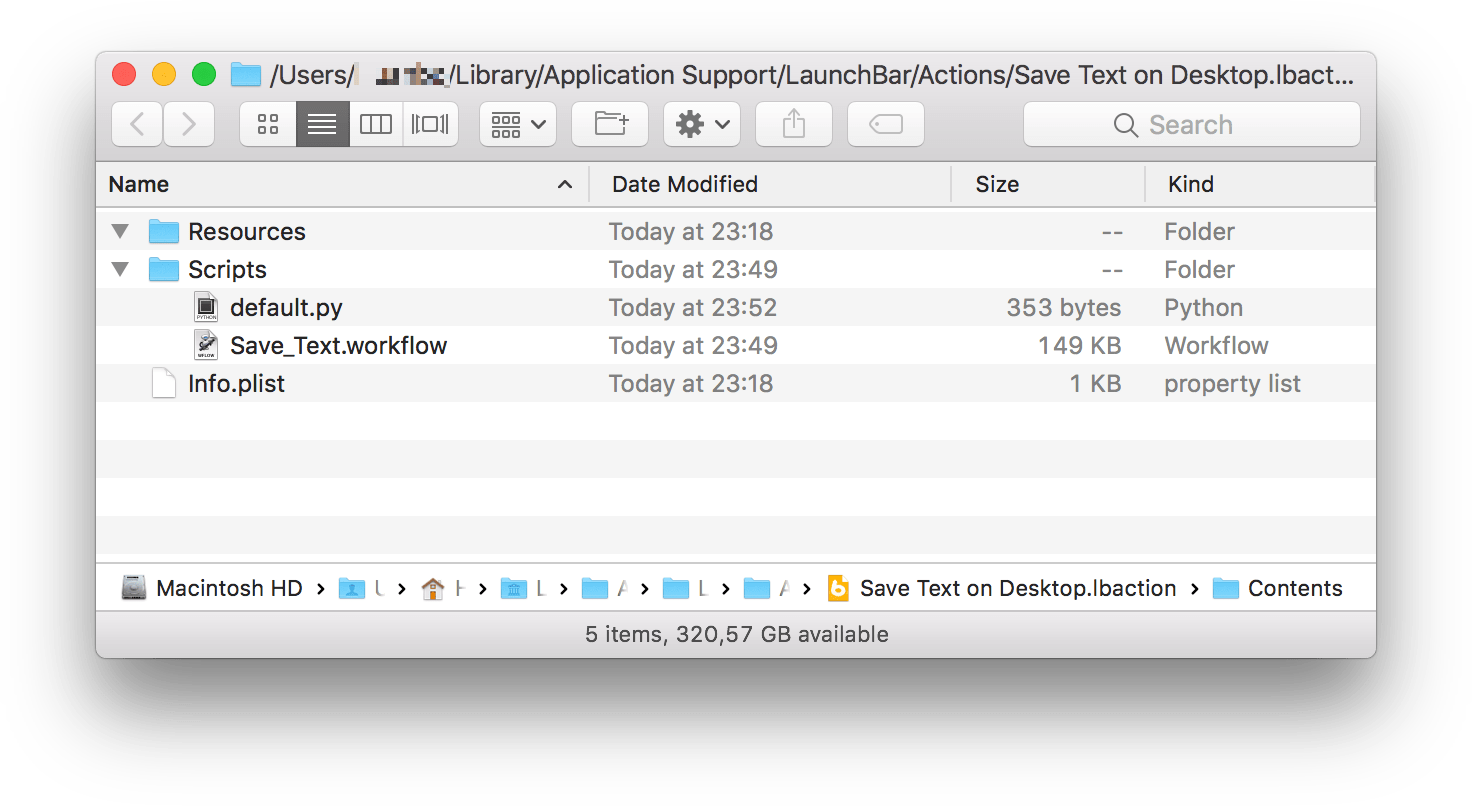 /Users/ /Library/Application Support/LaunchBar/Actions/Save Text on Desktop.lbact...
Search
Name Date Modified Size Kind
Resources Today at 23:18 -- Folder
Scripts Today at 23:49 -- Folder
default.py Today at 23:52 353 bytes Python
Save_Text.workflow Today at 23:49 149 KB Workflow
Info.plist Today at 23:18 1 KB property list
Macintosh HD › U › H › L › A › L › A › Save Text on Desktop.lbaction › Contents
5 items, 320,57 GB available